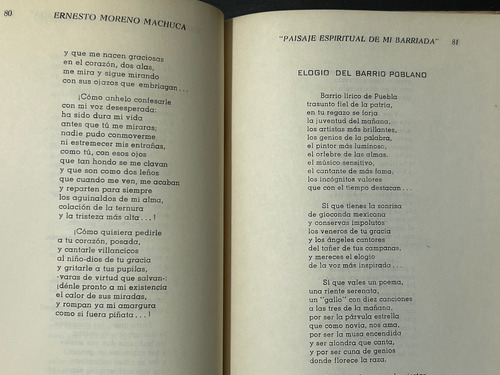 80 ERNESTO MORENO MACHUCA
y que me nacen graciosas
en el corazón, dos alas,
me mira y sigue mirando
con sus ojazos que embriagan...
¡Cómo anhelo confesarle
con mi voz desesperada:
ha sido dura mi vida
antes que tú me miraras;
nadie pudo conmoverme,
ni estremecer mis entrañas,
como tú, con esos ojos
que tan hondo se me clavan
y que son como dos leños
que cuando me ven, me acaban
y reparten para siempre
los aguinaldos de mi alma,
colación de la ternura
y la tristeza más alta...!
¡Cómo quisiera pedirle
a tu corazón, posada,
y cantarle villancicos
al niño-dios de tu gracia
y gritarle a tus pupilas,
-varas de virtud que salvan-
¡denle pronto a mi existencia
el calor de sus miradas,
y rompan ya mi amargura
como si fuera piñata...!
"PAISAJE ESPIRITUAL DE MI BARRIADA" 81
ELOGIO DEL BARRIO POBLANO
Barrio lírico de Puebla
trasunto fiel de la patria,
en tu regazo se forja
la juventud del mañana,
los artistas más brillantes,
los genios de la palabra,
el pintor más luminoso,
el orfebre de las almas,
el músico sensitivo,
el cantante de más fama,
los incógnitos valores
que con el tiempo destacan...
Sí que tienes la sonrisa
de gioconda mexicana
y conservas impolutos
los veneros de tu gracia
y los ángeles cantores
del tañer de tus campanas,
y mereces el elogio
de la voz más inspirada...
Sí que vales un poema,
una riente serenata,
un "gallo" con diez canciones
a las tres de la mañana,
por ser la párvula estrella
que como novia, nos ama,
por ser la musa encendida
y ser alondra que canta,
y por ser cuna de genios
donde florece la raza.